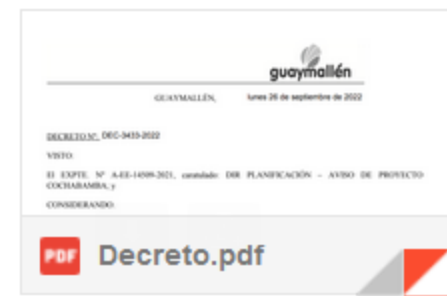 guaymallén
GUAYMALLÉN, lunes 26 de septiembre de 2022
DECRETO Nº DEC-3433-2022
VISTO:
El EXPTE. Nº A-EE-14509-2021, caratulado: DIR PLANIFICACIÓN – AVISO DE PROYECTO
COCHABAMBA, y
CONSIDERANDO:
PDF Decreto.pdf